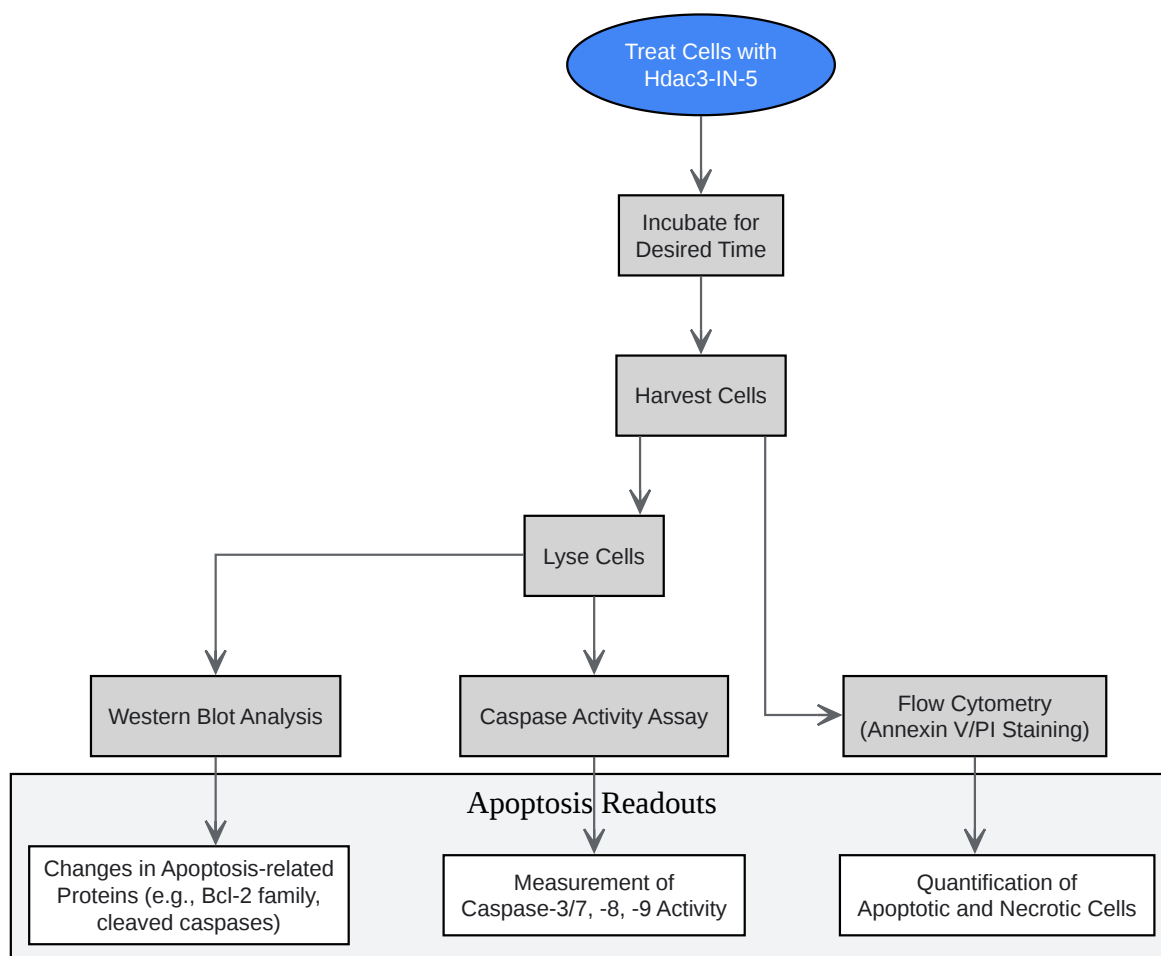 Treat Cells with
Hdac3-IN-5
Incubate for
Desired Time
Harvest Cells
Lyse Cells
Western Blot Analysis
Caspase Activity Assay
Flow Cytometry
(Annexin V/PI Staining)
Apoptosis Readouts
Changes in Apoptosis-related
Proteins (e.g., Bcl-2 family,
cleaved caspases)
Measurement of
Caspase-3/7, -8, -9 Activity
Quantification of
Apoptotic and Necrotic Cells